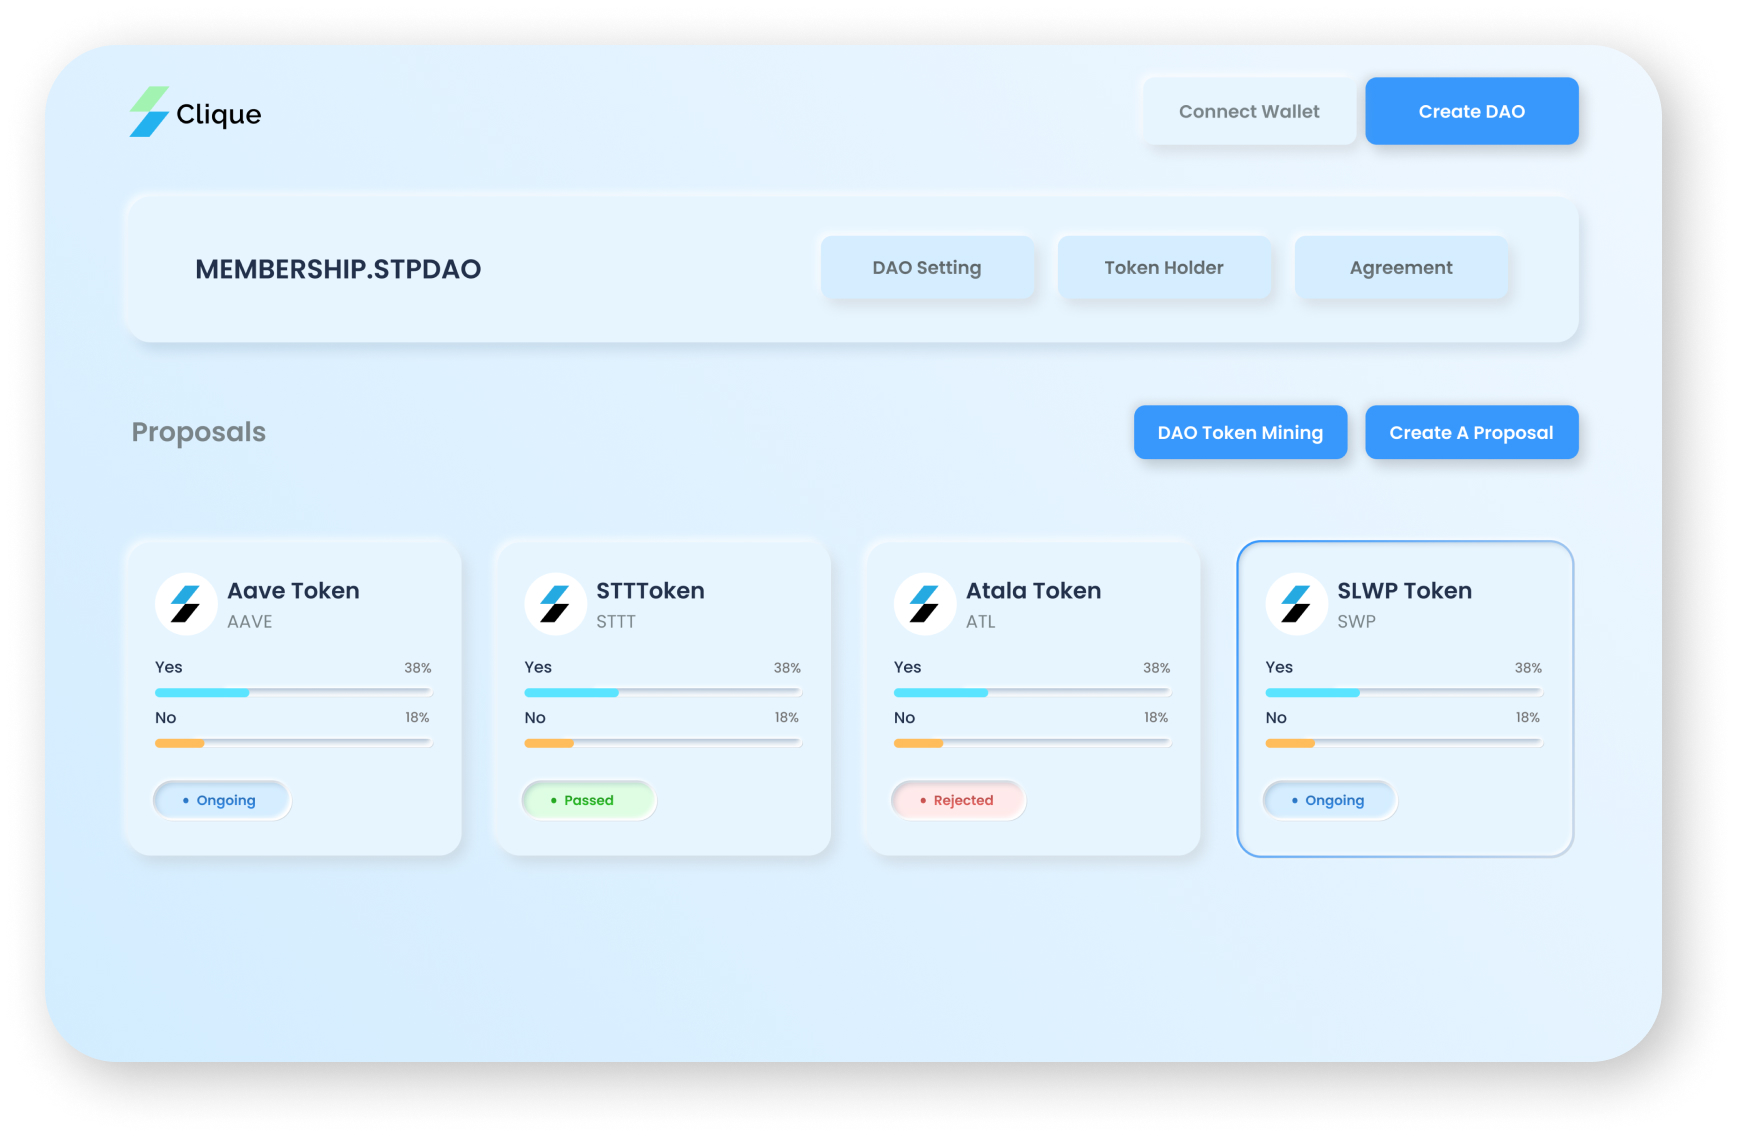 Clique
Connect Wallet
Create DAO
MEMBERSHIP.STPDAO
DAO Setting
Token Holder
Agreement
Proposals
DAO Token Mining
Create A Proposal
Aave Token
AAVE
Yes 38%
No 18%
• Ongoing
STTToken
STTT
Yes 38%
No 18%
• Passed
Atala Token
ATL
Yes 38%
No 18%
• Rejected
SLWP Token
SWP
Yes 38%
No 18%
• Ongoing